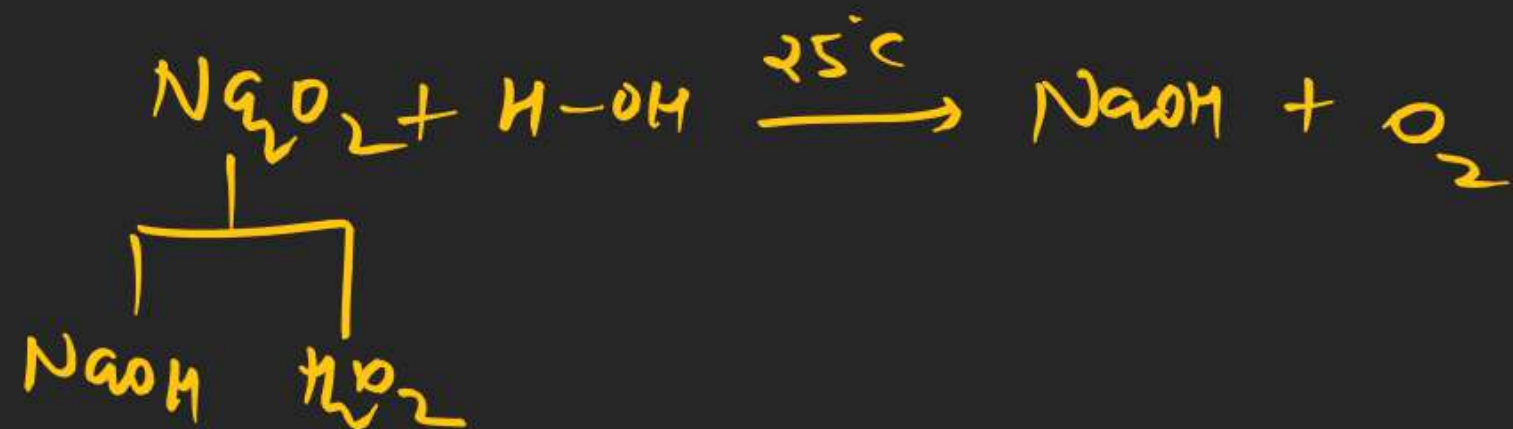 Na₂O₂ + H-OH 25°C → NaOH + O₂
NaOH H₂O₂